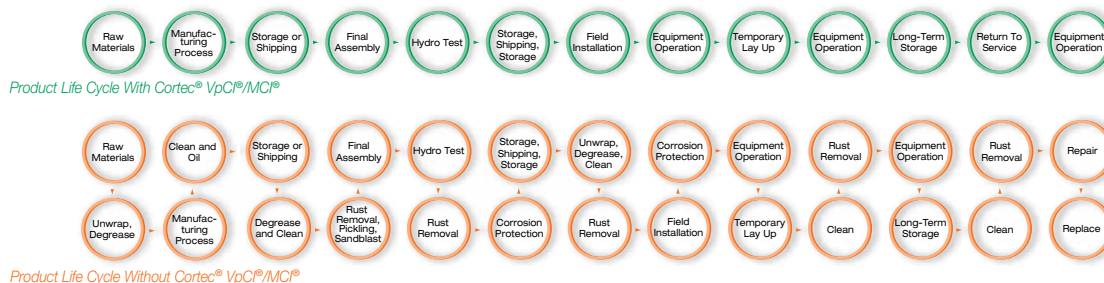 Raw
Materials
Manufac-
turing
Process
Storage or
Shipping
Final
Assembly
Hydro Test
Storage,
Shipping,
Storage
Field
Installation
Equipment
Operation
Temporary
Lay Up
Equipment
Operation
Long-Term
Storage
Return To
Service
Equipment
Operation
Product Life Cycle With Cortec® VpCI®/MCI®
Raw
Materials
Clean and
Oil
Storage or
Shipping
Final
Assembly
Hydro Test
Storage,
Shipping,
Storage
Unwrap,
Degrease,
Clean
Corrosion
Protection
Equipment
Operation
Rust
Removal
Equipment
Operation
Rust
Removal
Repair
Unwrap,
Degrease
Manufac-
turing
Process
Degrease
and Clean
Rust
Removal,
Pickling,
Sandblast
Rust
Removal
Corrosion
Protection
Rust
Removal
Field
Installation
Temporary
Lay Up
Clean
Long-Term
Storage
Clean
Replace
Product Life Cycle Without Cortec® VpCI®/MCI®